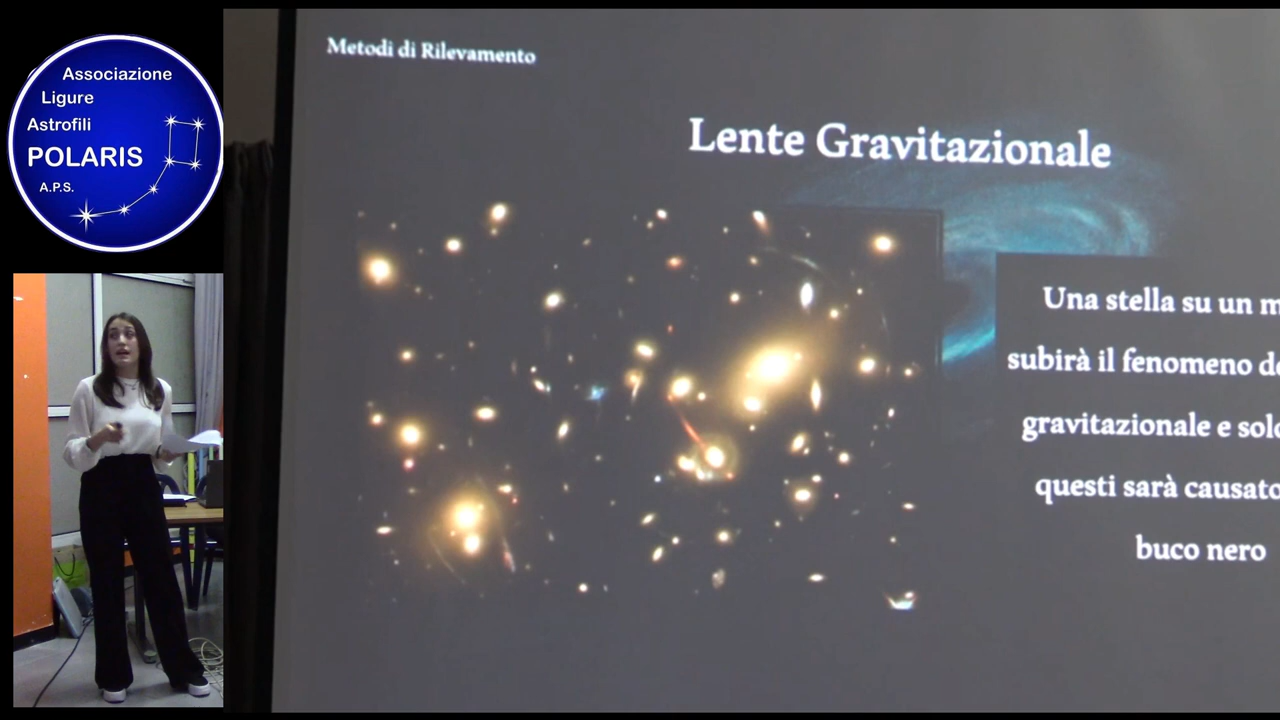 Associazione
Ligure
Astrofili
POLARIS
A.P.S.
Metodi di Rilevamento
Lente Gravitazionale
Una stella su un m
subirà il fenomeno de
gravitazionale e solo
questi sarà causato
buco nero